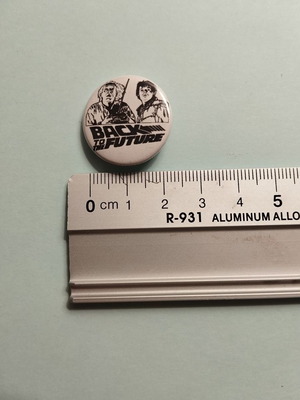 BACK
TO THE FUTURE
0 cm 1 2 3 4 5
R-931 ALUMINUM ALLO